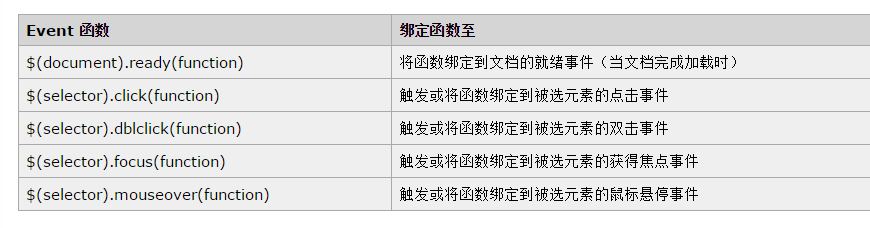 Event 函数 绑定函数至
$(document).ready(function) 将函数绑定到文档的就绪事件（当文档完成加载时）
$(selector).click(function) 触发或将函数绑定到被选元素的点击事件
$(selector).dblclick(function) 触发或将函数绑定到被选元素的双击事件
$(selector).focus(function) 触发或将函数绑定到被选元素的获得焦点事件
$(selector).mouseover(function) 触发或将函数绑定到被选元素的鼠标悬停事件